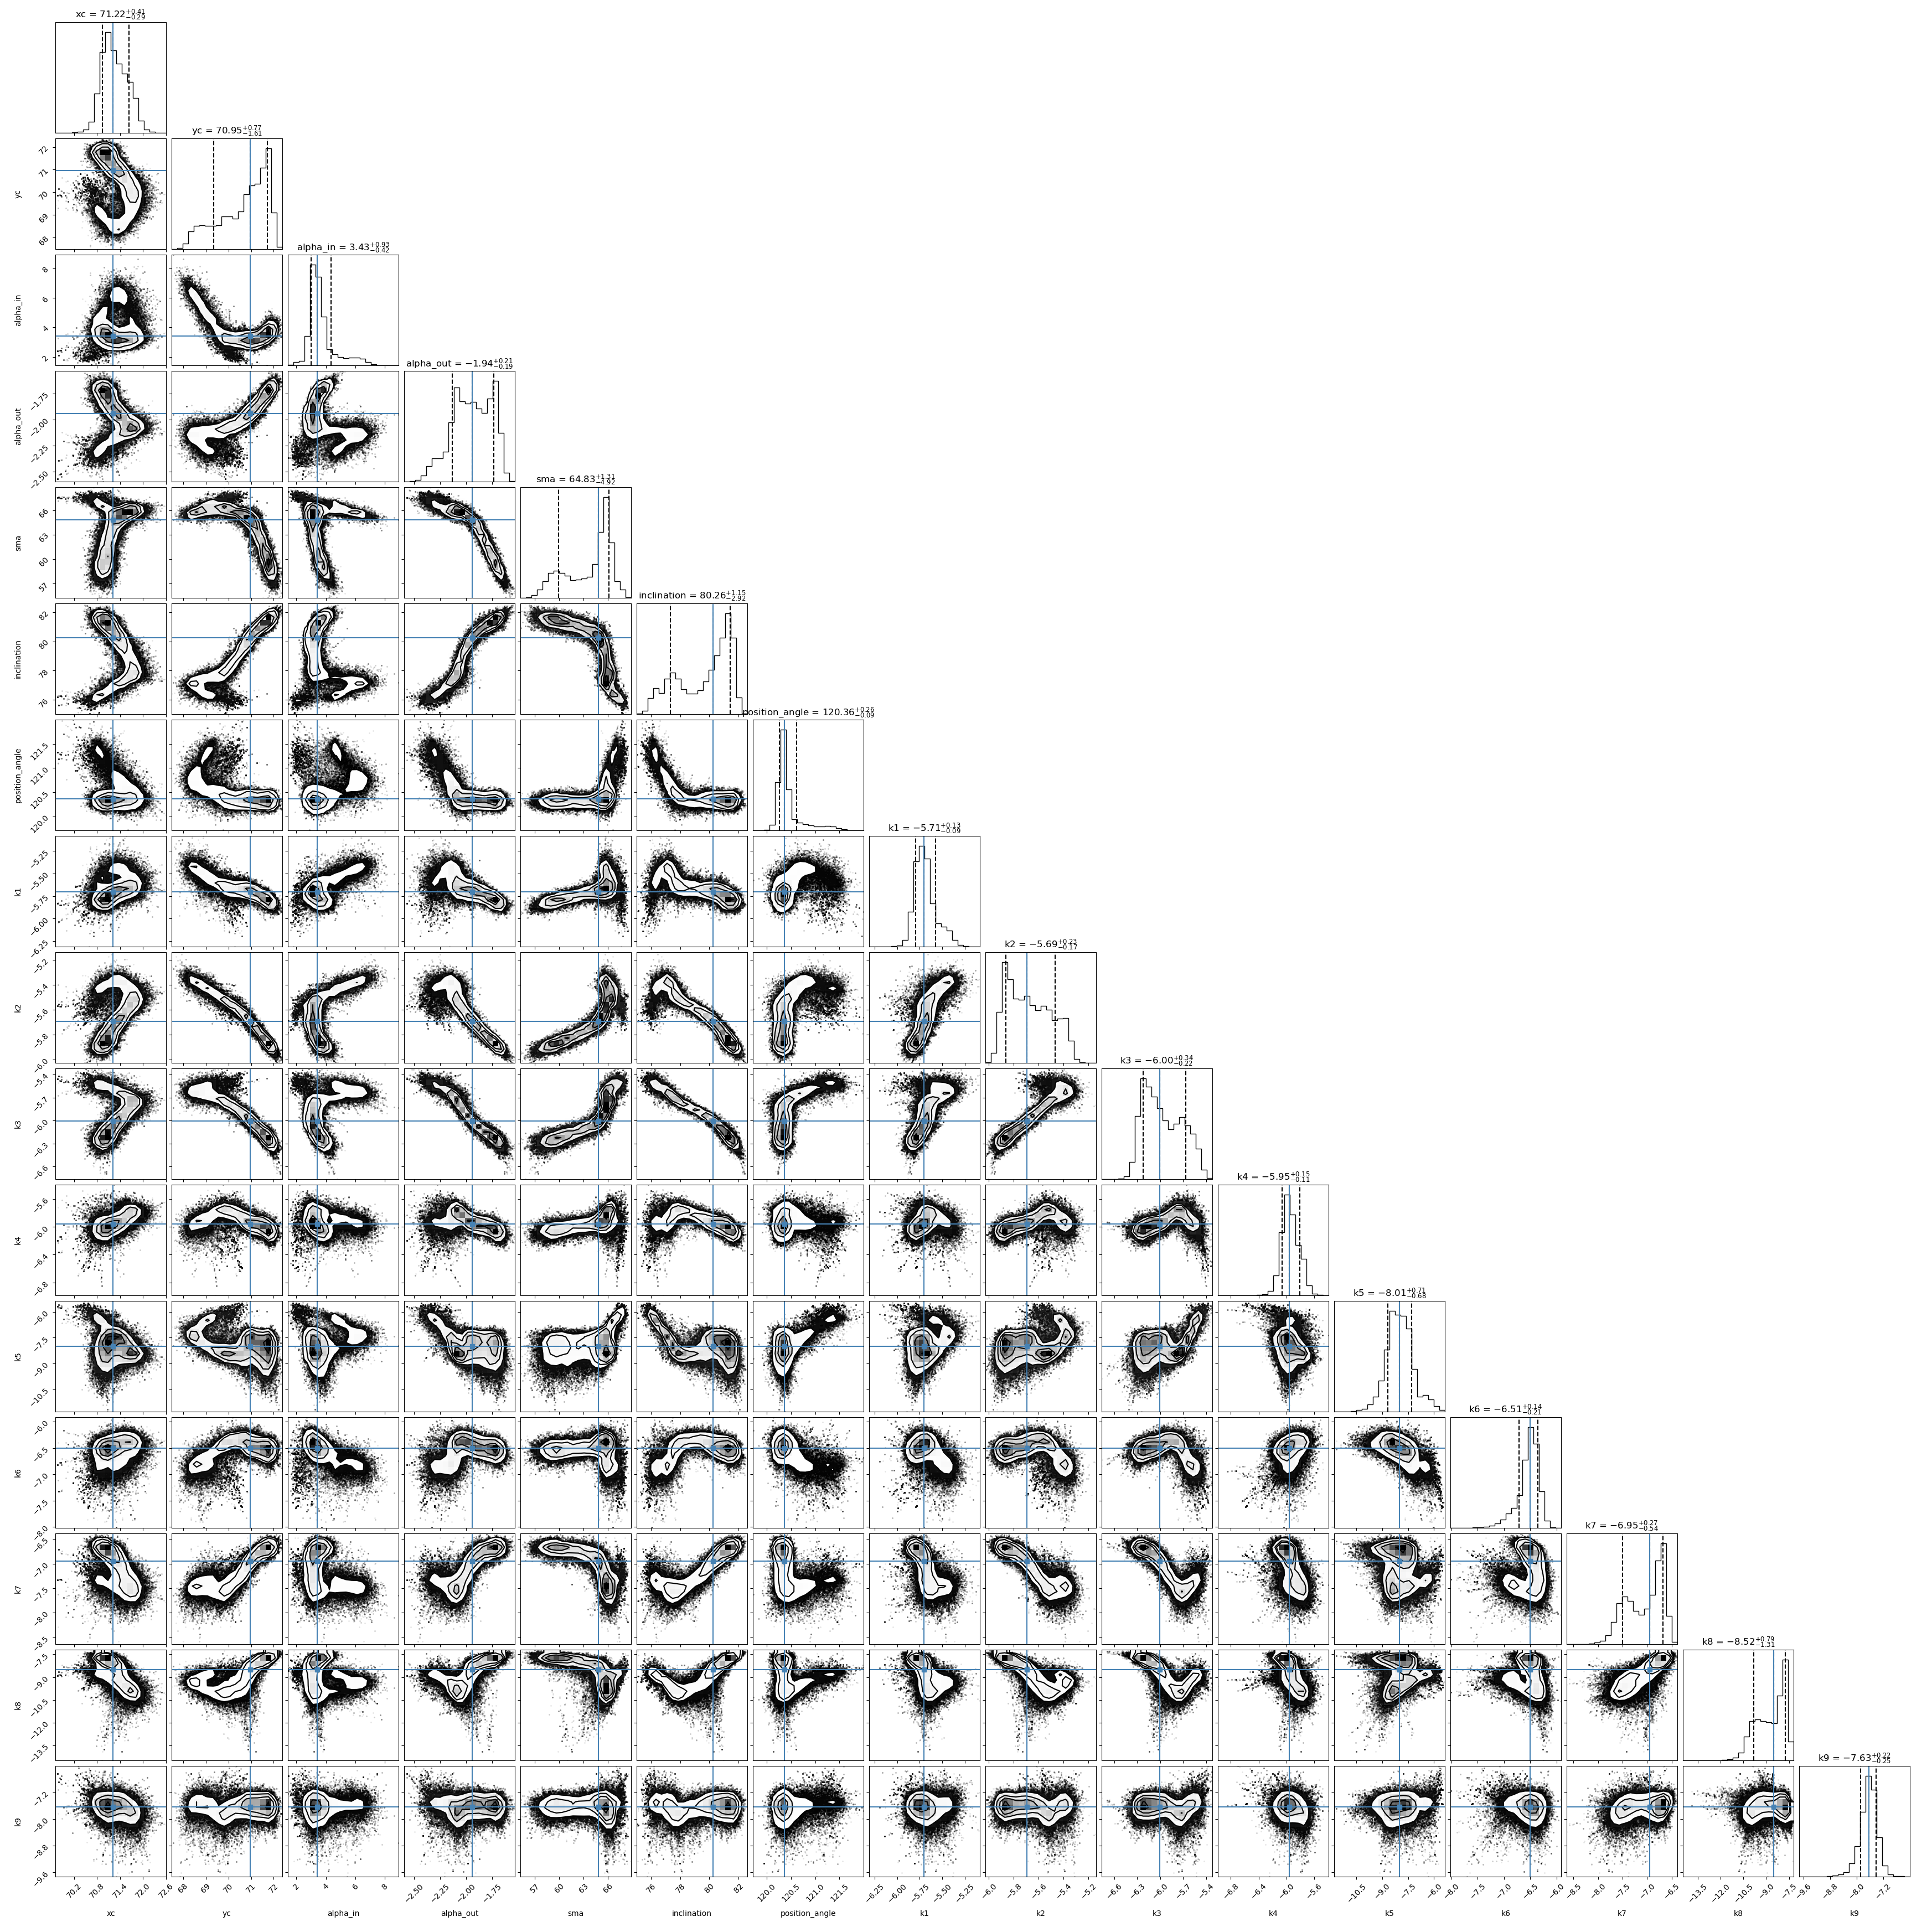 xc = 71.22+0.41−0.29
yc = 70.95+0.77−1.61
72
71
70
69
68
yc
alpha_in = 3.43+0.93−0.42
8
6
4
2
alpha_in
alpha_out = −1.94+0.21−0.19
−1.75
−2.00
−2.25
−2.50
alpha_out
sma = 64.83+1.31−4.92
66
63
60
57
sma
inclination = 80.26+1.15−2.92
82
80
78
76
inclination
position_angle = 120.36+0.26−0.09
121.5
121.0
120.5
120.0
position_angle
k1 = −5.71+0.13−0.09
−5.25
−5.50
−5.75
−6.00
−6.25
k1
k2 = −5.69+0.23−0.17
−5.2
−5.4
−5.6
−5.8
−6.0
k2
k3 = −6.00+0.34−0.22
−5.4
−5.7
−6.0
−6.3
−6.6
k3
k4 = −5.95+0.15−0.11
−5.6
−6.0
−6.4
−6.8
k4
k5 = −8.01+0.71−0.68
−6.0
−7.5
−9.0
−10.5
k5
k6 = −6.51+0.14−0.21
−6.0
−6.5
−7.0
−7.5
−8.0
k6
k7 = −6.95+0.27−0.54
−6.5
−7.0
−7.5
−8.0
−8.5
k7
k8 = −8.52+0.79
−7.5
−9.0
−10.5
−12.0
−13.5
k8
k9 = −7.63+0.22−0.25
−7.2
−8.0
−8.8
−9.6
k9
70.2 70.8 71.4 72.0 72.6 68 69 70 71 72 2 4 6 8 −2.50 −2.25 −2.00 −1.75 57 60 63 66 76 78 80 82 120.0 120.5 121.0 121.5 −6.25 −6.00 −5.75 −5.50 −5.25 −6.0 −5.8 −5.6 −5.4 −5.2 −6.6 −6.3 −6.0 −5.7 −5.4 −6.8 −6.4 −6.0 −5.6 −10.5 −9.0 −7.5 −6.0 −8.0 −7.5 −7.0 −6.5 −6.0 −8.5 −8.0 −7.5 −7.0 −6.5 −13.5 −12.0 −10.5 −9.0 −7.5 −9.6 −8.8 −8.0 −7.2
xc yc alpha_in alpha_out sma inclination position_angle k1 k2 k3 k4 k5 k6 k7 k8 k9